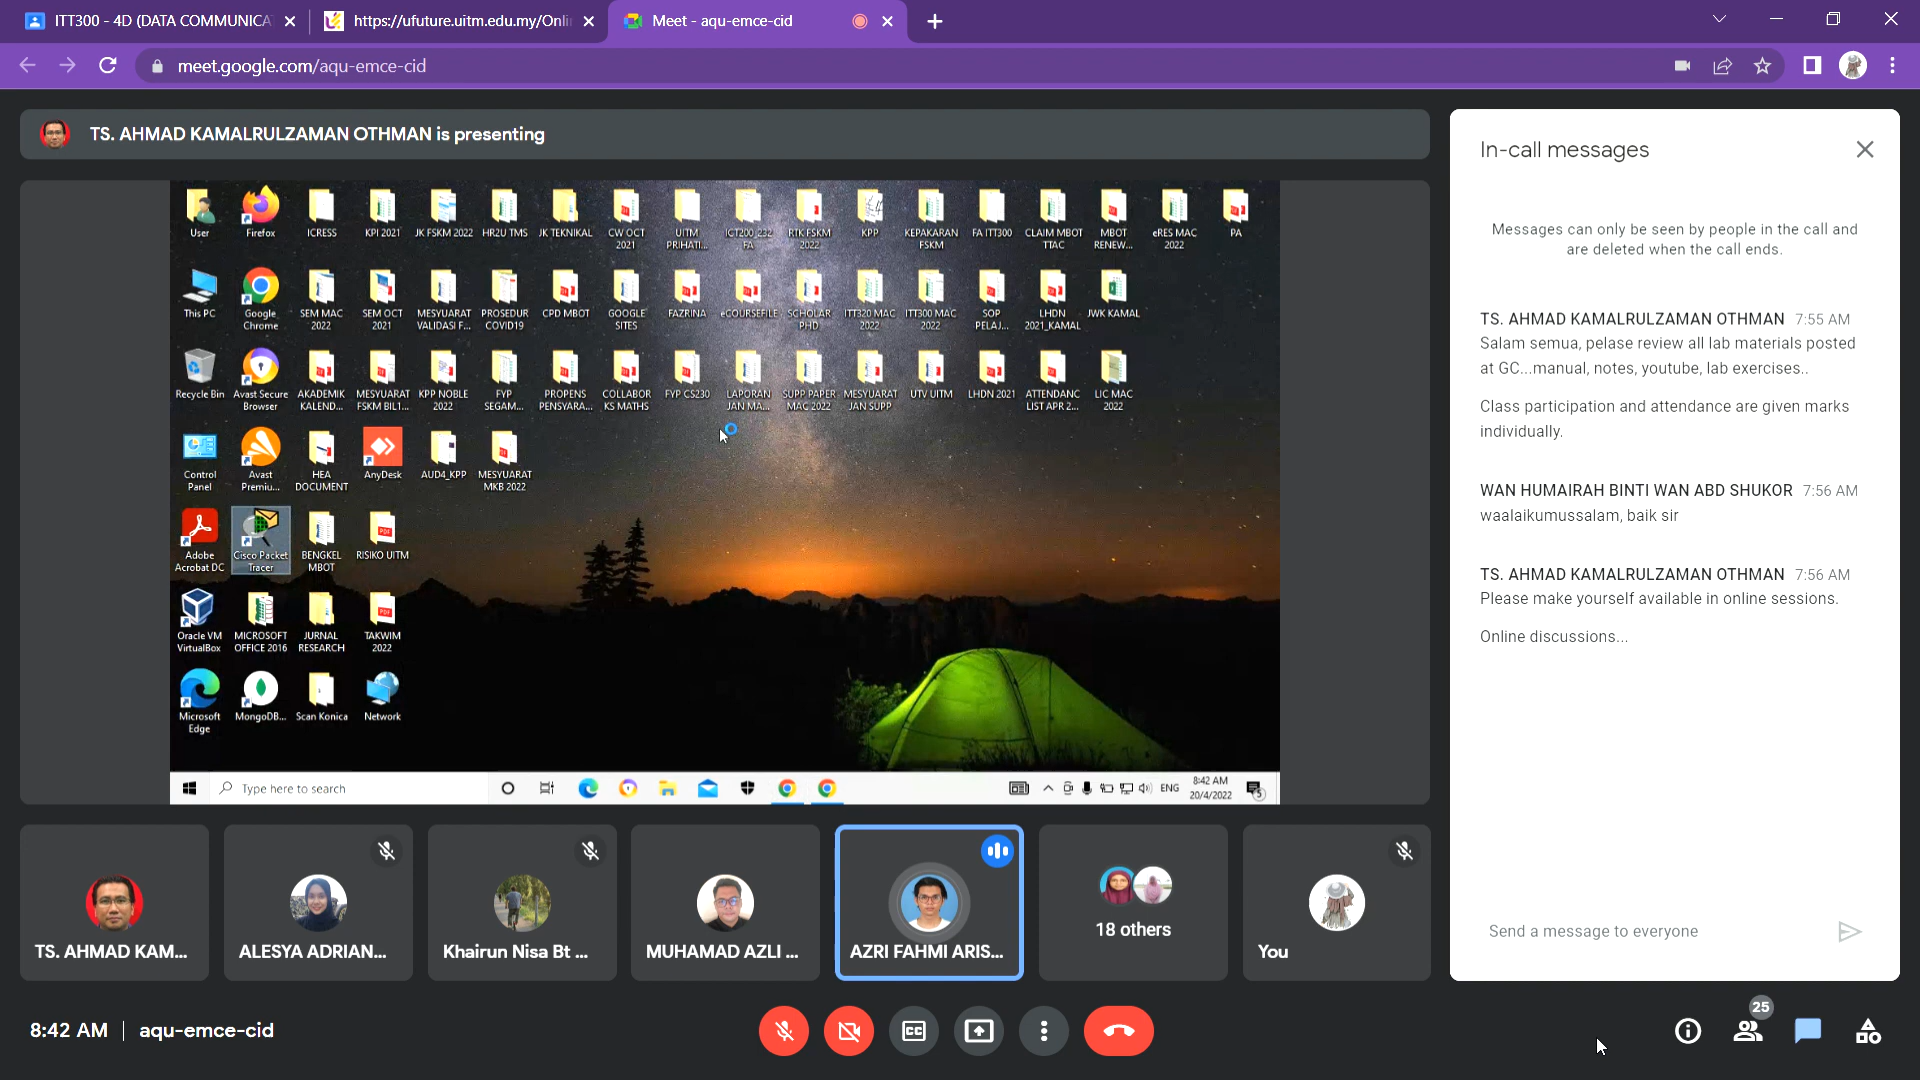 ITT300 - 4D (DATA COMMUNICA
https://ufuture.uitm.edu.my/Onli
Meet - aqu-emce-cid
meet.google.com/aqu-emce-cid
TS. AHMAD KAMALRULZAMAN OTHMAN is presenting
User
Firefox
ICRESS
KPI 2021
JK FSKM 2022
HR2U TMS
JK TEKNIKAL
CW OCT 2021
UITM PRIHATI...
ICT200_232 FA
RTK FSKM 2022
KPP
KEPAKARAN FSKM
FA ITT300
CLAIM MBOT TTAC
MBOT RENEW...
eRES MAC 2022
PA
This PC
Google Chrome
SEM MAC 2022
SEM OCT 2021
MESYUARAT VALIDASI F...
PROSEDUR COVID19
CPD MBOT
GOOGLE SITES
FAZRINA
eCOURSEFILE
SCHOLAR PHD
ITT320 MAC 2022
ITT300 MAC 2022
SOP PELAJ...
LHDN 2021_KAMAL
JWK KAMAL
Recycle Bin
Avast Secure Browser
AKADEMIK KALEND...
MESYUARAT FSKM BIL1...
KPP NOBLE 2022
FYP SEGAM...
PROPENS PENSYARA...
COLLABOR KS MATHS
FYP CS230
LAPORAN JAN MA...
SUPP PAPER MAC 2022
MESYUARAT JAN SUPP
UTV UITM
LHDN 2021
ATTENDANC LIST APR 2...
LIC MAC 2022
Control Panel
Avast Premiu...
HEA DOCUMENT
AnyDesk
AUD4_KPP
MESYUARAT MKB 2022
Adobe Acrobat DC
Cisco Packet Tracer
BENGKEL MBOT
RISIKO UITM
Oracle VM VirtualBox
MICROSOFT OFFICE 2016
JURNAL RESEARCH
TAKWIM 2022
Microsoft Edge
MongoDB...
Scan Konica
Network
Type here to search
ENG
8:42 AM
20/4/2022
5
In-call messages
Messages can only be seen by people in the call and
are deleted when the call ends.
TS. AHMAD KAMALRULZAMAN OTHMAN 7:55 AM
Salam semua, pelase review all lab materials posted
at GC...manual, notes, youtube, lab exercises..
Class participation and attendance are given marks
individually.
WAN HUMAIRAH BINTI WAN ABD SHUKOR 7:56 AM
waalaikumussalam, baik sir
TS. AHMAD KAMALRULZAMAN OTHMAN 7:56 AM
Please make yourself available in online sessions.
Online discussions...
Send a message to everyone
TS. AHMAD KAM...
ALESYA ADRIAN...
Khairun Nisa Bt ...
MUHAMAD AZLI ...
AZRI FAHMI ARIS...
18 others
You
8:42 AM | aqu-emce-cid
CC
25